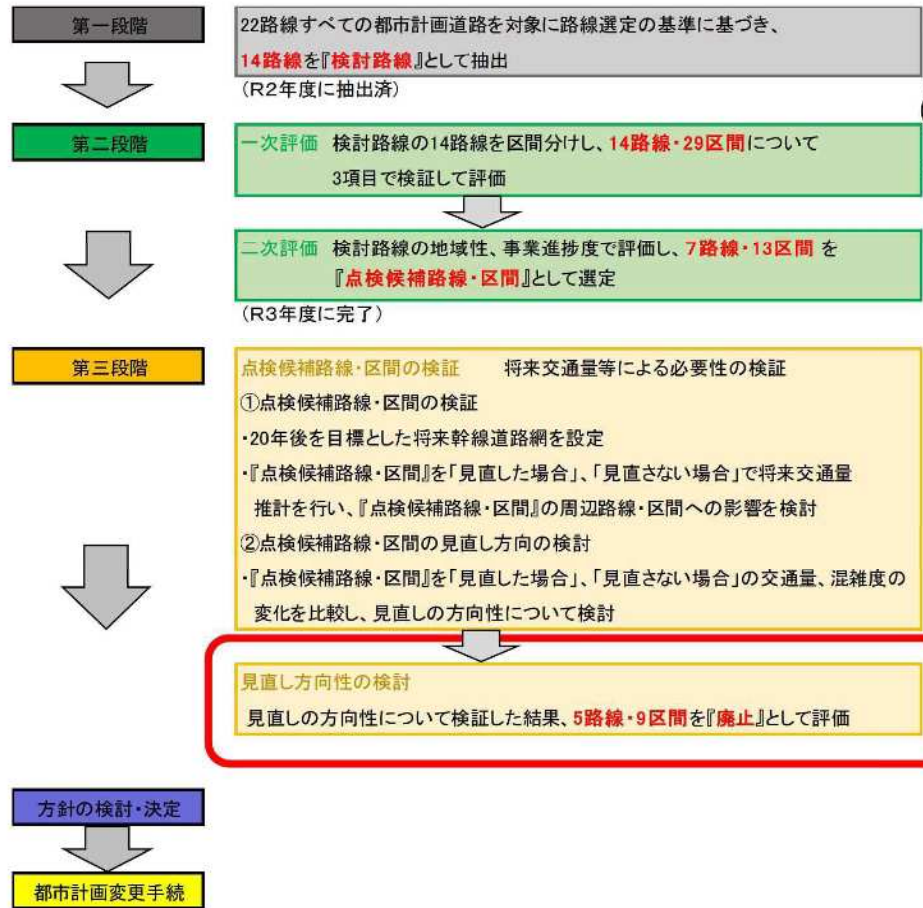 第一段階
22路線すべての都市計画道路を対象に路線選定の基準に基づき、
14路線を『検討路線』として抽出
(R2年度に抽出済)
第二段階
一次評価 検討路線の14路線を区間分けし、14路線・29区間について
3項目で検証して評価
二次評価 検討路線の地域性、事業進捗度で評価し、7路線・13区間 を
『点検候補路線・区間』として選定
(R3年度に完了)
第三段階
点検候補路線・区間の検証 将来交通量等による必要性の検証
①点検候補路線・区間の検証
・20年後を目標とした将来幹線道路網を設定
・『点検候補路線・区間』を「見直した場合」、「見直さない場合」で将来交通量
推計を行い、『点検候補路線・区間』の周辺路線・区間への影響を検討
②点検候補路線・区間の見直し方向の検討
・『点検候補路線・区間』を「見直した場合」、「見直さない場合」の交通量、混雑度の
変化を比較し、見直しの方向性について検討
見直し方向性の検討
見直しの方向性について検証した結果、5路線・9区間を『廃止』として評価
方針の検討・決定
都市計画変更手続